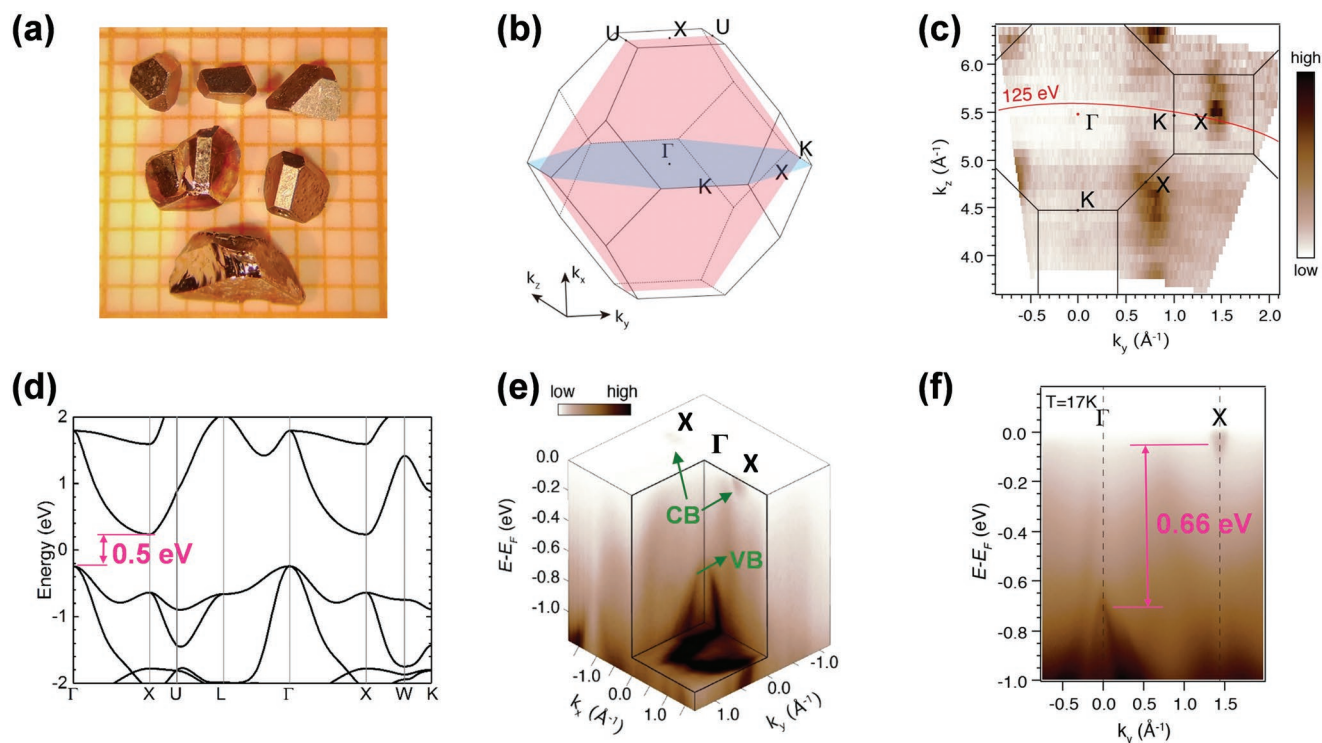 (a)
(b)
U X U
Γ
K
X
K
k_x
k_z
k_y
(c)
high
low
6.0
5.5
5.0
4.5
4.0
k_z (Å⁻¹)
125 eV
Γ
K X
X
K
-0.5 0.0 0.5 1.0 1.5 2.0
k_y (Å⁻¹)
(d)
2
1
0
-1
-2
Energy (eV)
0.5 eV
Γ X U L Γ X W K
(e)
low high
X
Γ
X
CB
VB
0.0
-0.2
-0.4
-0.6
-0.8
-1.0
E-E_F (eV)
-1.0
0.0
1.0
k_x (Å⁻¹)
1.0
0.0
-1.0
k_y (Å⁻¹)
(f)
T=17K
Γ X
0.0
-0.2
-0.4
-0.6
-0.8
-1.0
E-E_F (eV)
0.66 eV
-0.5 0.0 0.5 1.0 1.5
k_y (Å⁻¹)